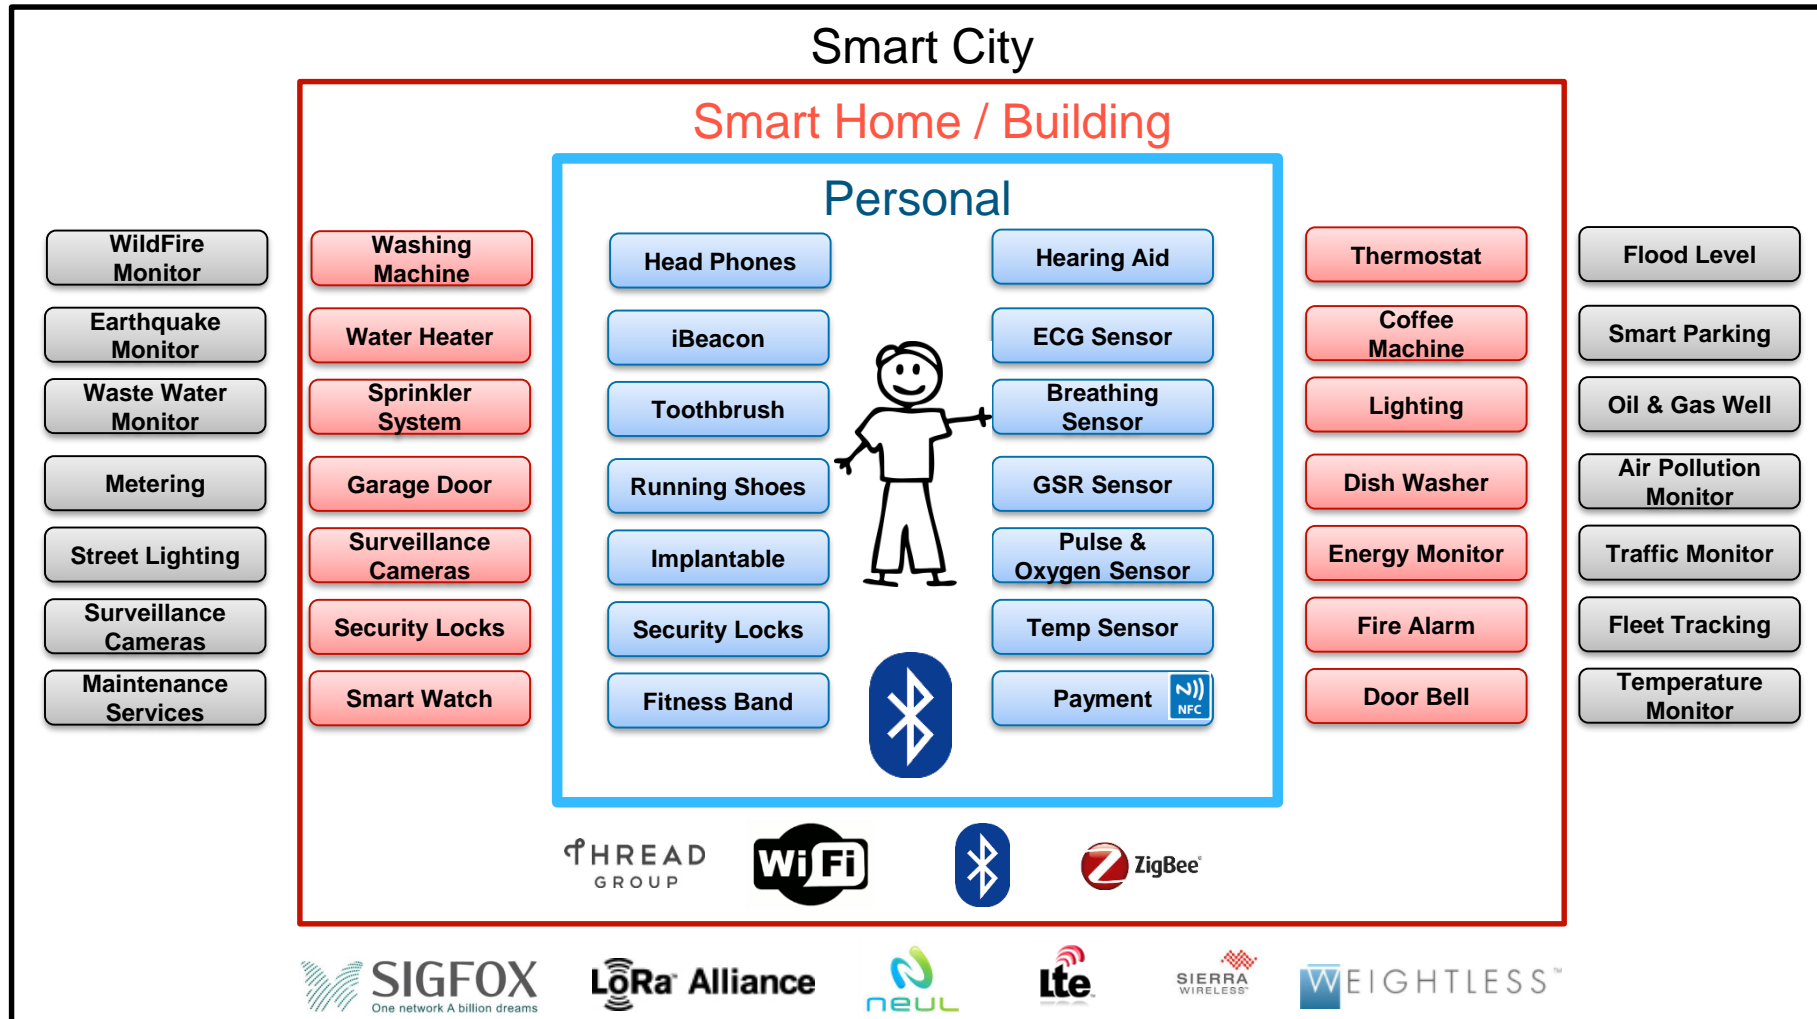 Smart City
Smart Home / Building
Personal
WildFire
Monitor
Earthquake
Monitor
Waste Water
Monitor
Metering
Street Lighting
Surveillance
Cameras
Maintenance
Services
Washing
Machine
Water Heater
Sprinkler
System
Garage Door
Surveillance
Cameras
Security Locks
Smart Watch
Head Phones
iBeacon
Toothbrush
Running Shoes
Implantable
Security Locks
Fitness Band
Hearing Aid
ECG Sensor
Breathing
Sensor
GSR Sensor
Pulse &
Oxygen Sensor
Temp Sensor
Payment
NFC
Thermostat
Coffee
Machine
Lighting
Dish Washer
Energy Monitor
Fire Alarm
Door Bell
Flood Level
Smart Parking
Oil & Gas Well
Air Pollution
Monitor
Traffic Monitor
Fleet Tracking
Temperature
Monitor
THREAD
GROUP
WiFi
ZigBee®
SIGFOX
One network A billion dreams
LoRa™ Alliance
neul
Lte™
SIERRA
WIRELESS™
WEIGHTLESS™